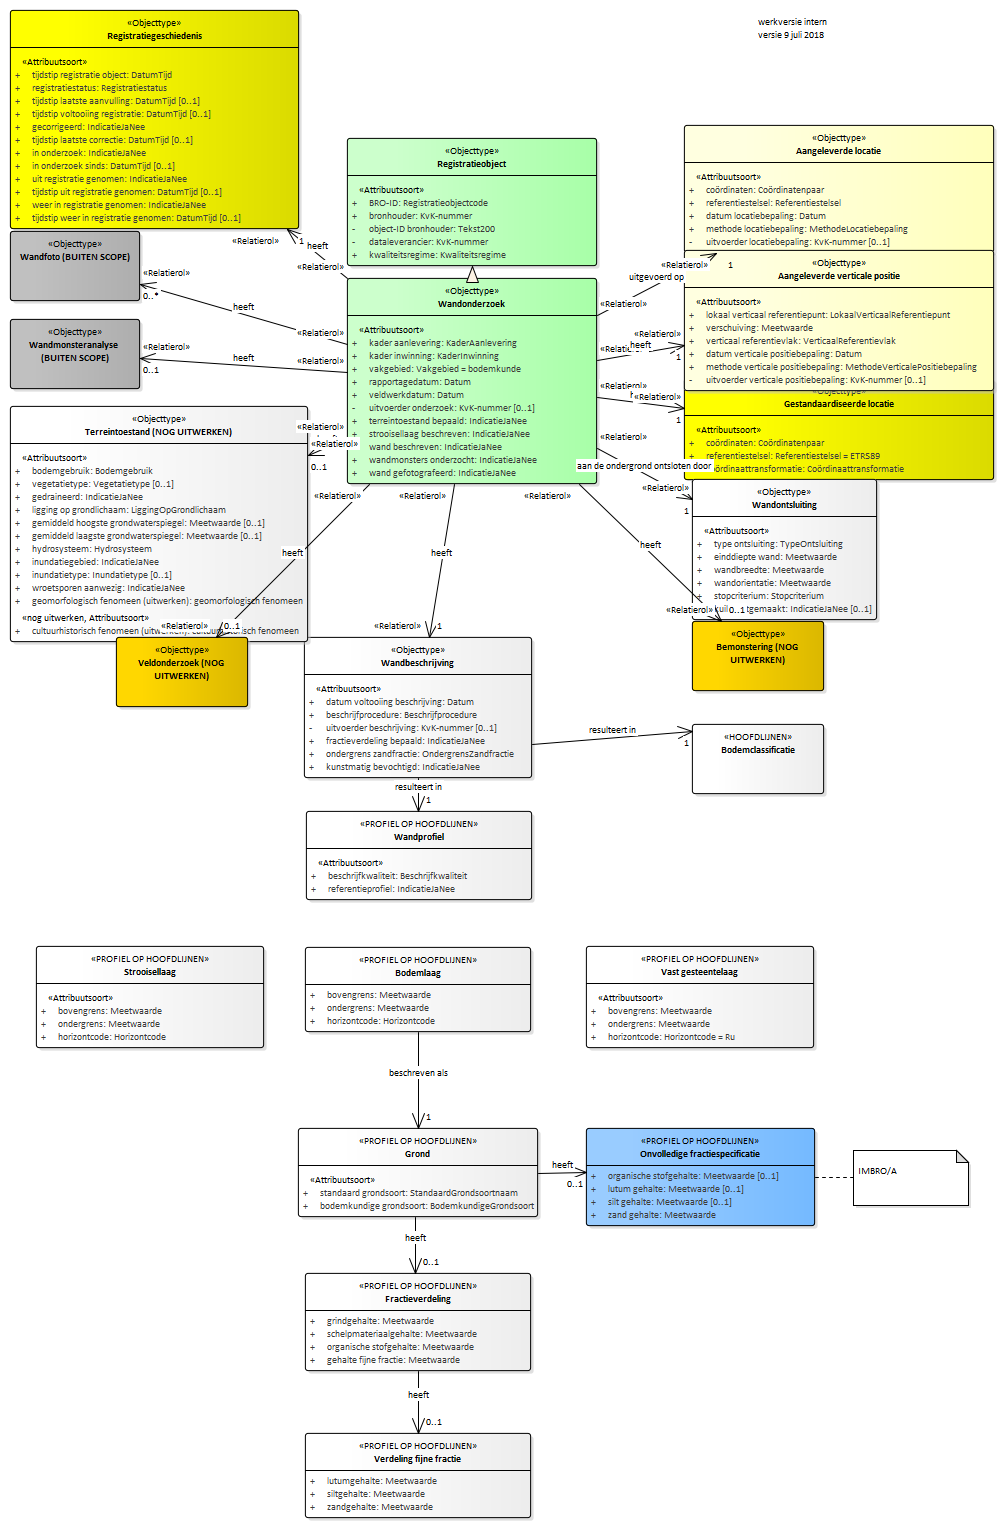 werkversie intern
versie 9 juli 2018
«Objecttype»
Registratiegeschiedenis
«Attribuutsoort»
+ tijdstip registratie object: DatumTijd
+ registratiestatus: Registratiestatus
+ tijdstip laatste aanvulling: DatumTijd [0..1]
+ tijdstip voltooiing registratie: DatumTijd [0..1]
+ gecorrigeerd: IndicatieJaNee
+ tijdstip laatste correctie: DatumTijd [0..1]
+ in onderzoek: IndicatieJaNee
+ in onderzoek sinds: DatumTijd [0..1]
+ uit registratie genomen: IndicatieJaNee
+ tijdstip uit registratie genomen: DatumTijd [0..1]
+ weer in registratie genomen: IndicatieJaNee
+ tijdstip weer in registratie genomen: DatumTijd [0..1]
«Objecttype»
Registratieobject
«Attribuutsoort»
+ BRO-ID: Registratieobjectcode
+ bronhouder: KvK-nummer
- object-ID bronhouder: Tekst200
- dataleverancier: KvK-nummer
+ kwaliteitsregime: Kwaliteitsregime
«Objecttype»
Aangeleverde locatie
«Attribuutsoort»
+ coördinaten: Coördinatenpaar
+ referentiestelsel: Referentiestelsel
+ datum locatiebepaling: Datum
+ methode locatiebepaling: MethodeLocatiebepaling
- uitvoerder locatiebepaling: KvK-nummer [0..1]
«Objecttype»
Aangeleverde verticale positie
«Attribuutsoort»
+ lokaal verticaal referentiepunt: LokaalVerticaalReferentiepunt
+ verschuiving: Meetwaarde
+ verticaal referentievlak: VerticaalReferentievlak
+ datum verticale positiebepaling: Datum
+ methode verticale positiebepaling: MethodeVerticalePositiebepaling
- uitvoerder verticale positiebepaling: KvK-nummer [0..1]
Gestandaardiseerde locatie
«Attribuutsoort»
+ coördinaten: Coördinatenpaar
+ referentiestelsel: Referentiestelsel = ETRS89
coördinaattransformatie: Coördinaattransformatie
«Objecttype»
Wandfoto (BUITEN SCOPE)
«Objecttype»
Wandmonsteranalyse
(BUITEN SCOPE)
«Objecttype»
Wandonderzoek
«Attribuutsoort»
+ kader aanlevering: KaderAanlevering
+ kader inwinning: KaderInwinning
+ vakgebied: Vakgebied = bodemkunde
+ rapportagedatum: Datum
+ veldwerkdatum: Datum
- uitvoerder onderzoek: KvK-nummer [0..1]
+ terreintoestand bepaald: IndicatieJaNee
+ strooisellaag beschreven: IndicatieJaNee
+ wand beschreven: IndicatieJaNee
+ wandmonsters onderzocht: IndicatieJaNee
+ wand gefotografeerd: IndicatieJaNee
«Relatierol»
1
heeft
«Relatierol»
«Relatierol»
0..*
heeft
«Relatierol»
«Relatierol»
0..1
heeft
«Relatierol»
«Relatierol»
1
uitgevoerd op
«Relatierol»
«Relatierol»
heeft
1
«Relatierol»
1
«Relatierol»
aan de ondergrond ontsloten door
«Relatierol»
1
«Relatierol»
«Relatierol»
0..1
«Objecttype»
Terreintoestand (NOG UITWERKEN)
«Attribuutsoort»
+ bodemgebruik: Bodemgebruik
+ vegetatietype: Vegetatietype [0..1]
+ gedraineerd: IndicatieJaNee
+ ligging op grondlichaam: LiggingOpGrondlichaam
+ gemiddeld hoogste grondwaterspiegel: Meetwaarde [0..1]
+ gemiddeld laagste grondwaterspiegel: Meetwaarde [0..1]
+ hydrosysteem: Hydrosysteem
+ inundatiegebied: IndicatieJaNee
+ inundatietype: Inundatietype [0..1]
+ wroetsporen aanwezig: IndicatieJaNee
+ geomorfologisch fenomeen (uitwerken): geomorfologisch fenomeen
«nog uitwerken, Attribuutsoort»
+ cultuurhistorisch fenomeen fenomeen
«Objecttype»
Wandontsluiting
«Attribuutsoort»
+ type ontsluiting: TypeOntsluiting
+ einddiepte wand: Meetwaarde
+ wandbreedte: Meetwaarde
+ wandorientatie: Meetwaarde
+ stopcriterium: Stopcriterium
IndicatieJaNee [0..1]
«Relatierol»
heeft
«Relatierol»
0..1
«Relatierol»
heeft
«Relatierol»
1
«Relatierol»
heeft
«Relatierol»
0..1
«Objecttype»
Veldonderzoek (NOG
UITWERKEN)
«Objecttype»
Bemonstering (NOG
UITWERKEN)
«Objecttype»
Wandbeschrijving
«Attribuutsoort»
+ datum voltooiing beschrijving: Datum
+ beschrijfprocedure: Beschrijfprocedure
- uitvoerder beschrijving: KvK-nummer [0..1]
+ fractieverdeling bepaald: IndicatieJaNee
+ ondergrens zandfractie: OndergrensZandfractie
+ kunstmatig bevochtigd: IndicatieJaNee
resulteert in
1
«HOOFDLIJNEN»
Bodemclassificatie
resulteert in
1
«PROFIEL OP HOOFDLIJNEN»
Wandprofiel
«Attribuutsoort»
+ beschrijfkwaliteit: Beschrijfkwaliteit
+ referentieprofiel: IndicatieJaNee
«PROFIEL OP HOOFDLIJNEN»
Strooisellaag
«Attribuutsoort»
+ bovengrens: Meetwaarde
+ ondergrens: Meetwaarde
+ horizontcode: Horizontcode
«PROFIEL OP HOOFDLIJNEN»
Bodemlaag
+ bovengrens: Meetwaarde
+ ondergrens: Meetwaarde
+ horizontcode: Horizontcode
«PROFIEL OP HOOFDLIJNEN»
Vast gesteentelaag
«Attribuutsoort»
+ bovengrens: Meetwaarde
+ ondergrens: Meetwaarde
+ horizontcode: Horizontcode = Ru
beschreven als
1
«PROFIEL OP HOOFDLIJNEN»
Grond
«Attribuutsoort»
+ standaard grondsoort: StandaardGrondsoortnaam
+ bodemkundige grondsoort: BodemkundigeGrondsoort
heeft
0..1
«PROFIEL OP HOOFDLIJNEN»
Onvolledige fractiespecificatie
+ organische stofgehalte: Meetwaarde [0..1]
+ lutum gehalte: Meetwaarde [0..1]
+ silt gehalte: Meetwaarde [0..1]
+ zand gehalte: Meetwaarde
IMBRO/A
heeft
0..1
«PROFIEL OP HOOFDLIJNEN»
Fractieverdeling
+ grindgehalte: Meetwaarde
+ schelpmateriaalgehalte: Meetwaarde
+ organische stofgehalte: Meetwaarde
+ gehalte fijne fractie: Meetwaarde
heeft
0..1
«PROFIEL OP HOOFDLIJNEN»
Verdeling fijne fractie
+ lutumgehalte: Meetwaarde
+ siltgehalte: Meetwaarde
+ zandgehalte: Meetwaarde